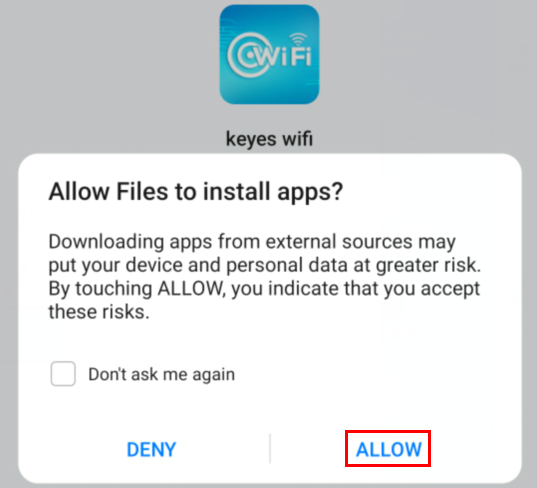 WiFi
keyes wifi
Allow Files to install apps?
Downloading apps from external sources may
put your device and personal data at greater risk.
By touching ALLOW, you indicate that you accept
these risks.
Don't ask me again
DENY
ALLOW